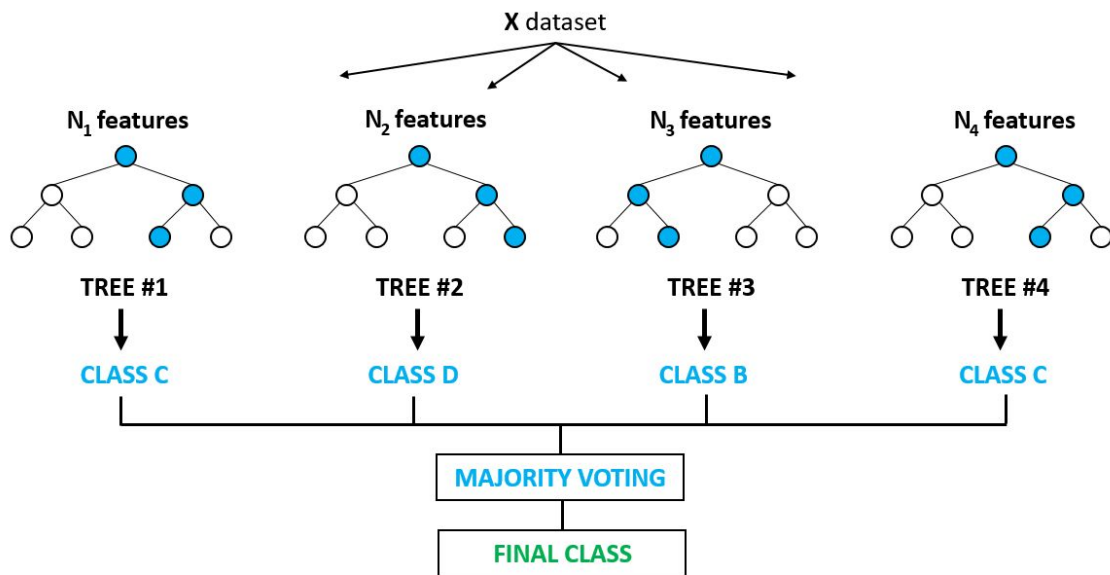 X dataset
N₁ features
N₂ features
N₃ features
N₄ features
TREE #1
TREE #2
TREE #3
TREE #4
CLASS C
CLASS D
CLASS B
CLASS C
MAJORITY VOTING
FINAL CLASS